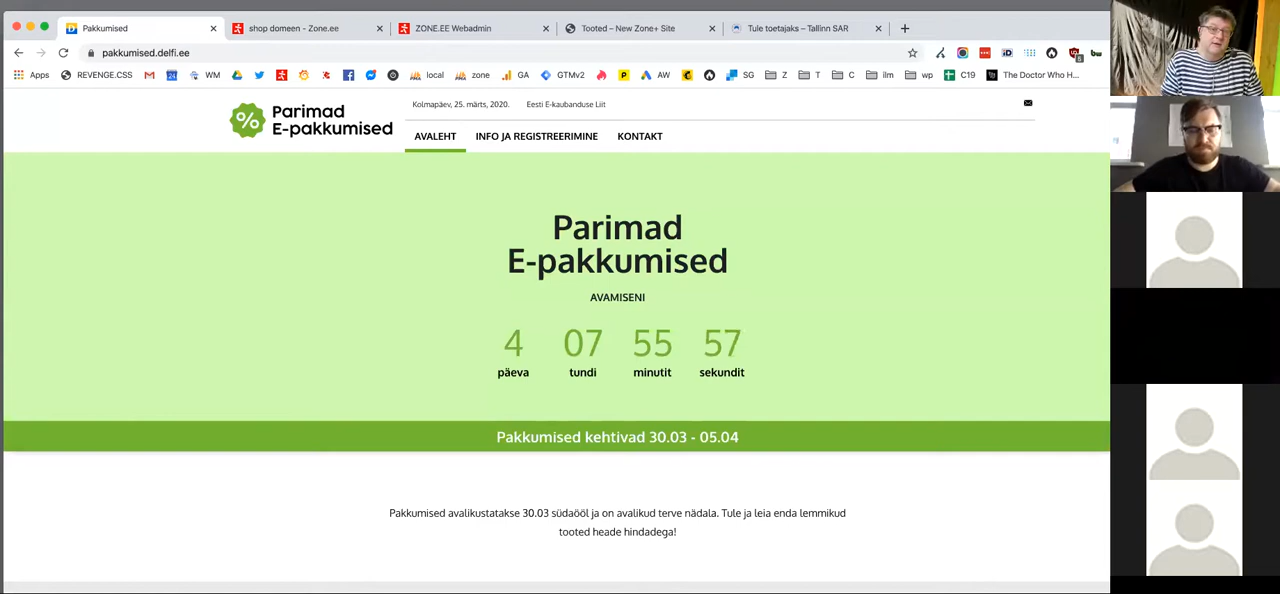 Pakkumised
shop domeen - Zone.ee
ZONE.EE Webadmin
Tooted – New Zone+ Site
Tule toetajaks – Tallinn SAR
pakkumised.delfi.ee
Apps
REVENGE.CSS
WM
local
zone
GA
GTMv2
AW
SG
Z
T
C
ilm
wp
C19
The Doctor Who H...
Parimad
E-pakkumised
Kolmapäev, 25. märts, 2020.
Eesti E-kaubanduse Liit
AVALEHT
INFO JA REGISTREERIMINE
KONTAKT
Parimad
E-pakkumised
AVAMISENI
4 07 55 57
päeva tundi minutit sekundit
Pakkumised kehtivad 30.03 - 05.04
Pakkumised avalikustatakse 30.03 südaööl ja on avalikud terve nädala. Tule ja leia enda lemmikud
tooted heade hindadega!